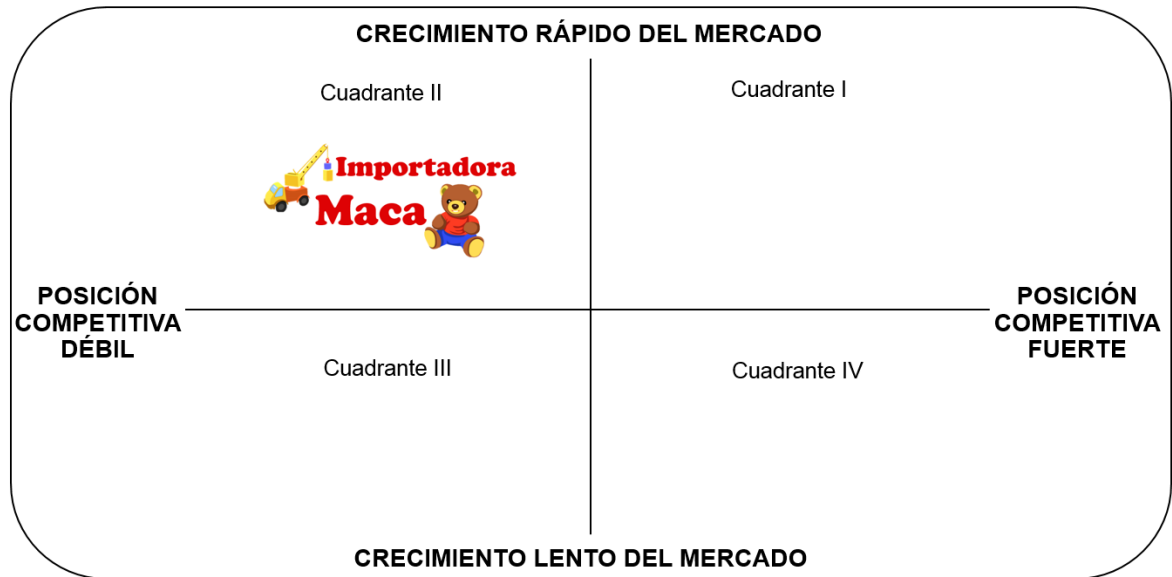 CRECIMIENTO RÁPIDO DEL MERCADO
Cuadrante II
Cuadrante I
Importadora
Maca
POSICIÓN
COMPETITIVA
DÉBIL
POSICIÓN
COMPETITIVA
FUERTE
Cuadrante III
Cuadrante IV
CRECIMIENTO LENTO DEL MERCADO